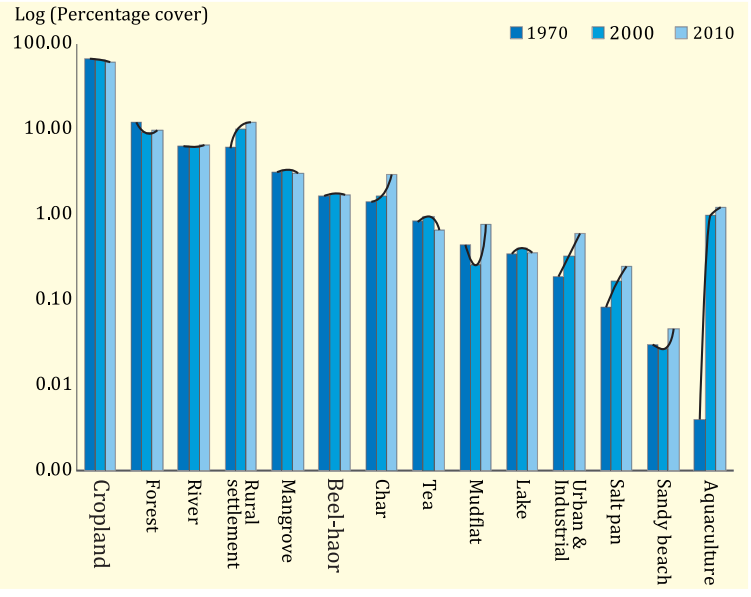 Log (Percentage cover)
1970 2000 2010
100.00
10.00
1.00
0.10
0.01
0.00
Cropland
Forest
River
Rural
settlement
Mangrove
Beel-haor
Char
Tea
Mudflat
Lake
Urban &
Industrial
Salt pan
Sandy beach
Aquaculture